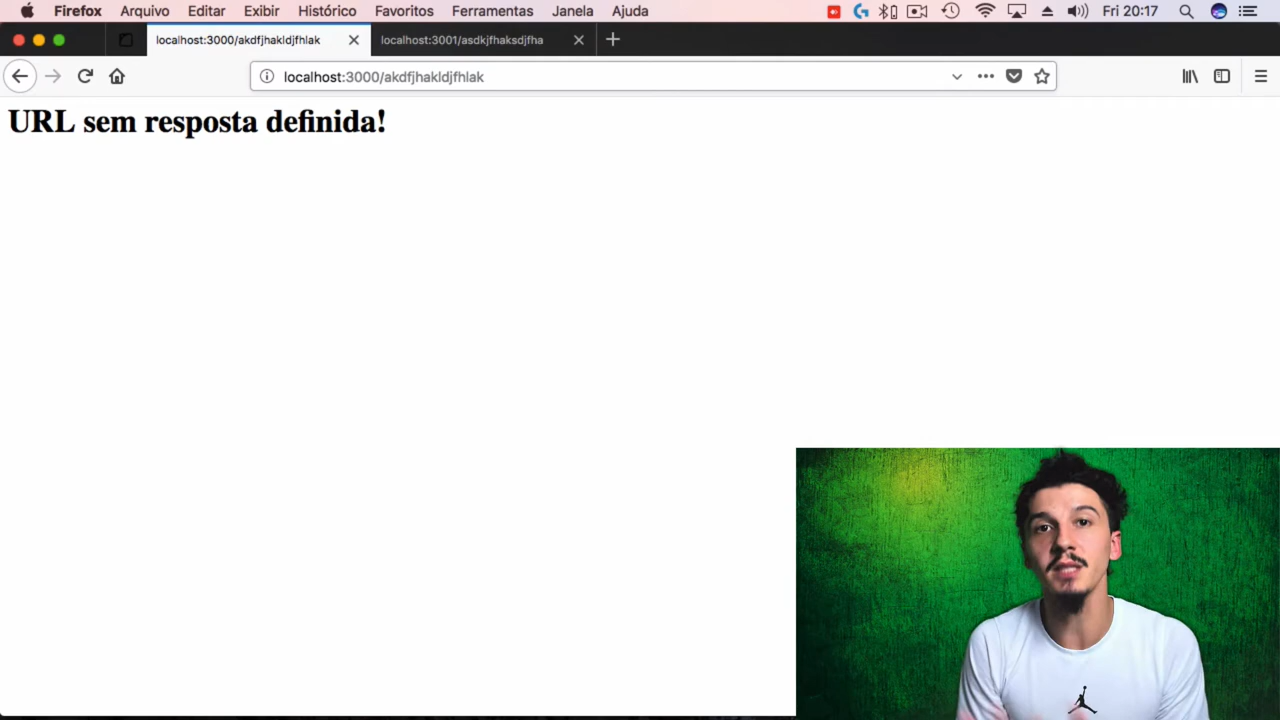 Firefox Arquivo Editar Exibir Histórico Favoritos Ferramentas Janela Ajuda Fri 20:17
localhost:3000/akdfjhakldjfhlak localhost:3001/asdkjfhaksdjfha
localhost:3000/akdfjhakldjfhlak
URL sem resposta definida!